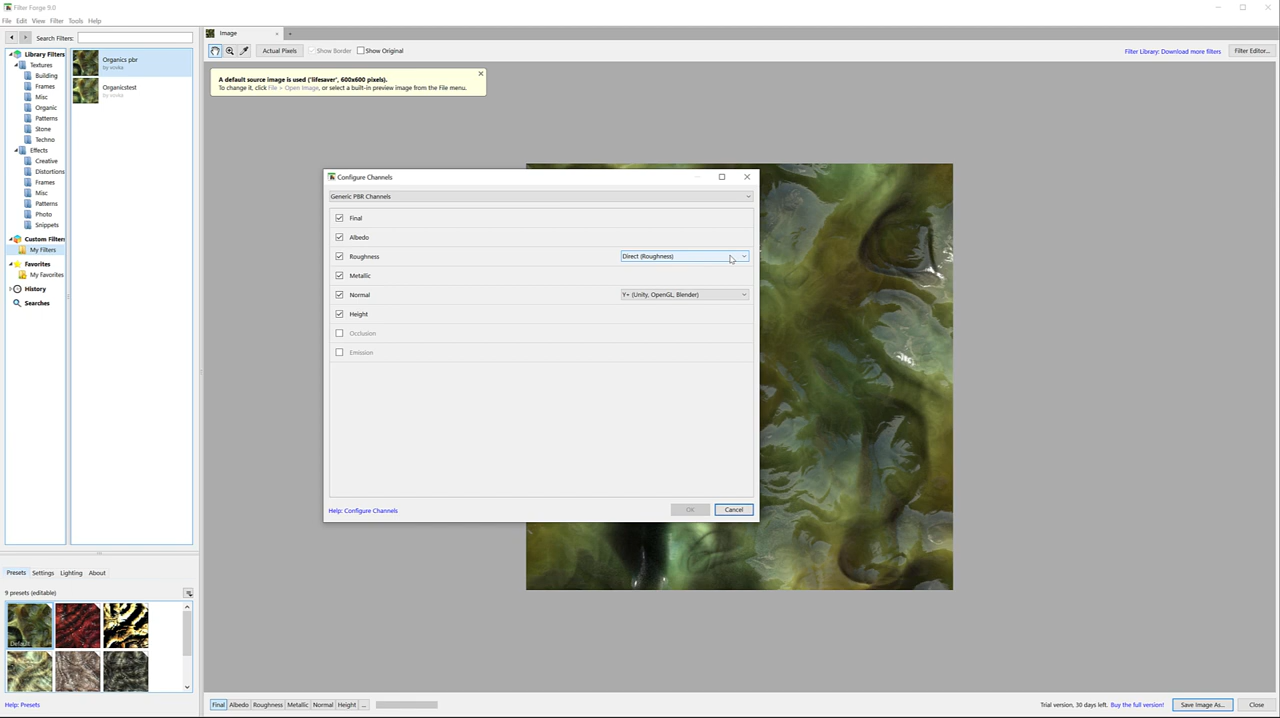 Filter Forge 9.0
File Edit View Filter Tools Help
Search Filters:
Library Filters
Textures
Building
Frames
Misc
Organic
Patterns
Stone
Techno
Effects
Creative
Distortions
Frames
Misc
Patterns
Photo
Snippets
Custom Filters
My Filters
Favorites
My Favorites
History
Searches
Organics pbr
by vovka
Organicstest
by vovka
Image
Actual Pixels
Show Border
Show Original
Filter Library: Download more filters
Filter Editor...
A default source image is used ('lifesaver', 600x600 pixels).
To change it, click File > Open Image, or select a built-in preview image from the File menu.
Configure Channels
Generic PBR Channels
Final
Albedo
Roughness Direct (Roughness)
Metallic
Normal Y+ (Unity, OpenGL, Blender)
Height
Occlusion
Emission
Help: Configure Channels
OK
Cancel
Presets Settings Lighting About
9 presets (editable)
Default
Help: Presets
Final Albedo Roughness Metallic Normal Height ...
Trial version, 30 days left. Buy the full version!
Save Image As...
Close